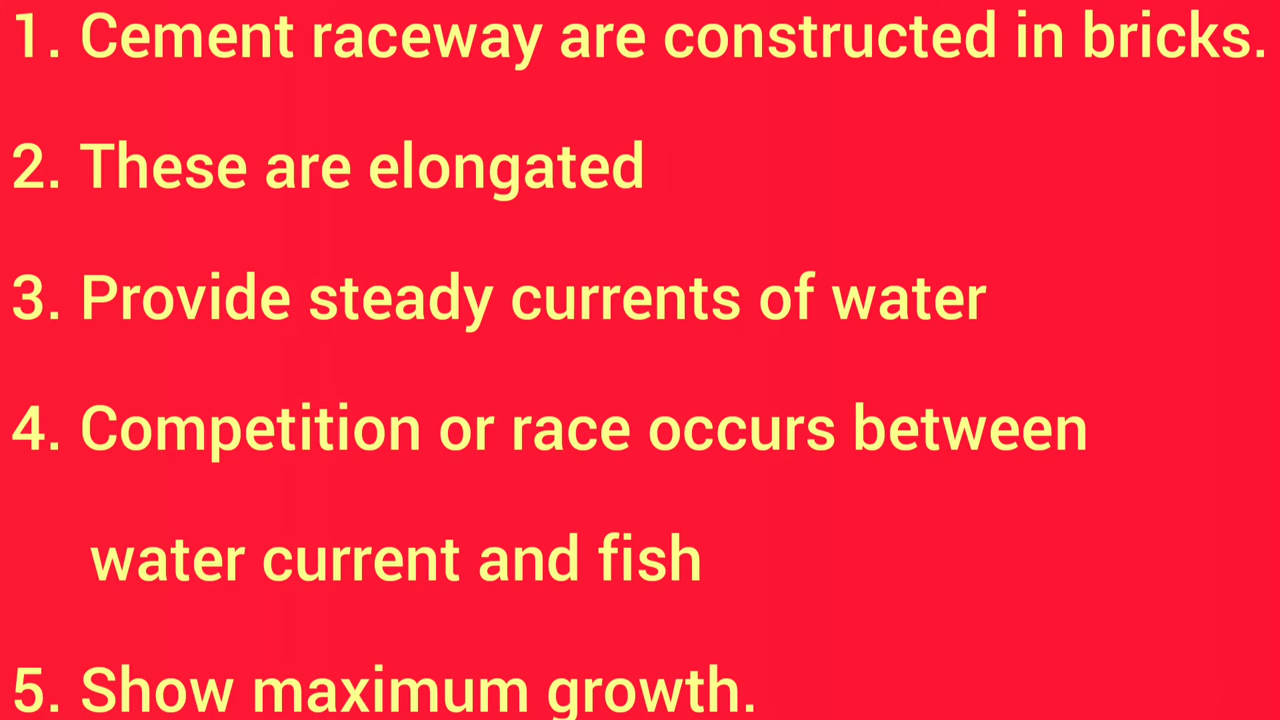 1. Cement raceway are constructed in bricks.
2. These are elongated
3. Provide steady currents of water
4. Competition or race occurs between
water current and fish
5. Show maximum growth.